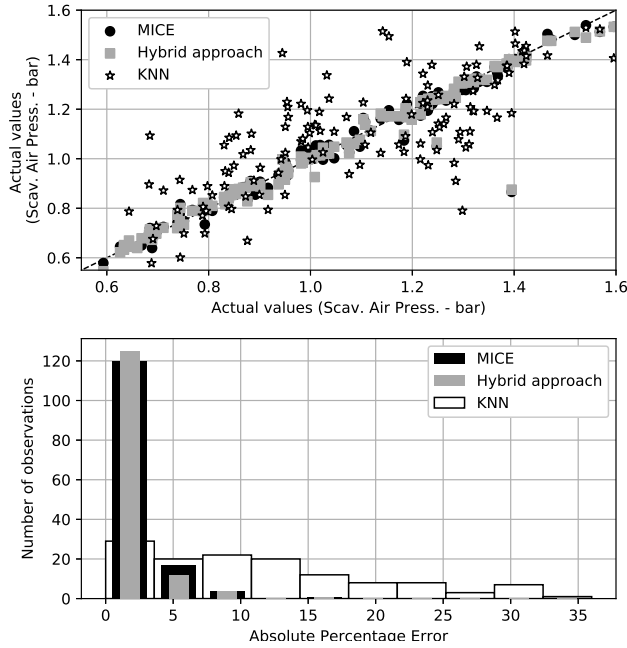 1.6
1.4
1.2
1.0
0.8
0.6
Actual values
(Scav. Air Press. - bar)
MICE
Hybrid approach
KNN
0.6 0.8 1.0 1.2 1.4 1.6
Actual values (Scav. Air Press. - bar)
120
100
80
60
40
20
0
Number of observations
MICE
Hybrid approach
KNN
0 5 10 15 20 25 30 35
Absolute Percentage Error